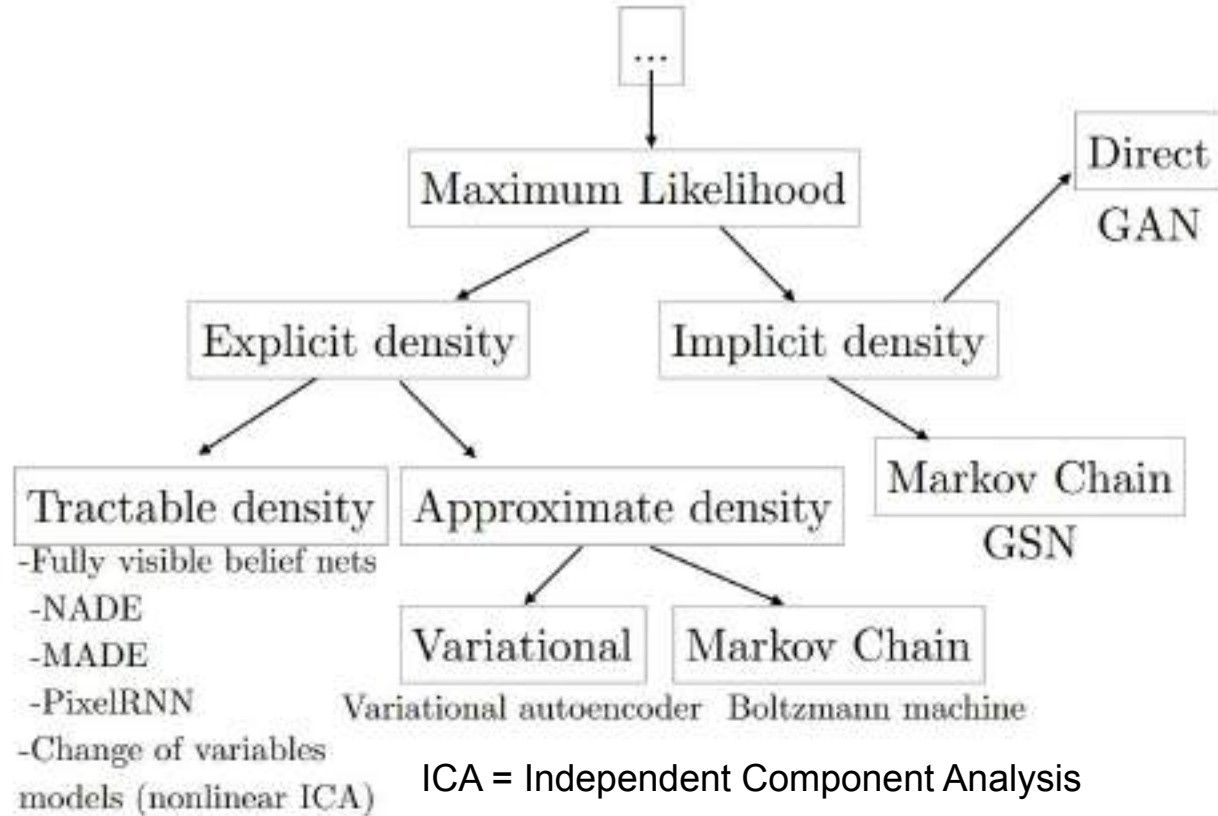 ...
Maximum Likelihood
Direct
GAN
Explicit density
Implicit density
Tractable density
-Fully visible belief nets
-NADE
-MADE
-PixelRNN
-Change of variables
models (nonlinear ICA)
Approximate density
Variational
Variational autoencoder
Markov Chain
Boltzmann machine
Markov Chain
GSN
ICA = Independent Component Analysis